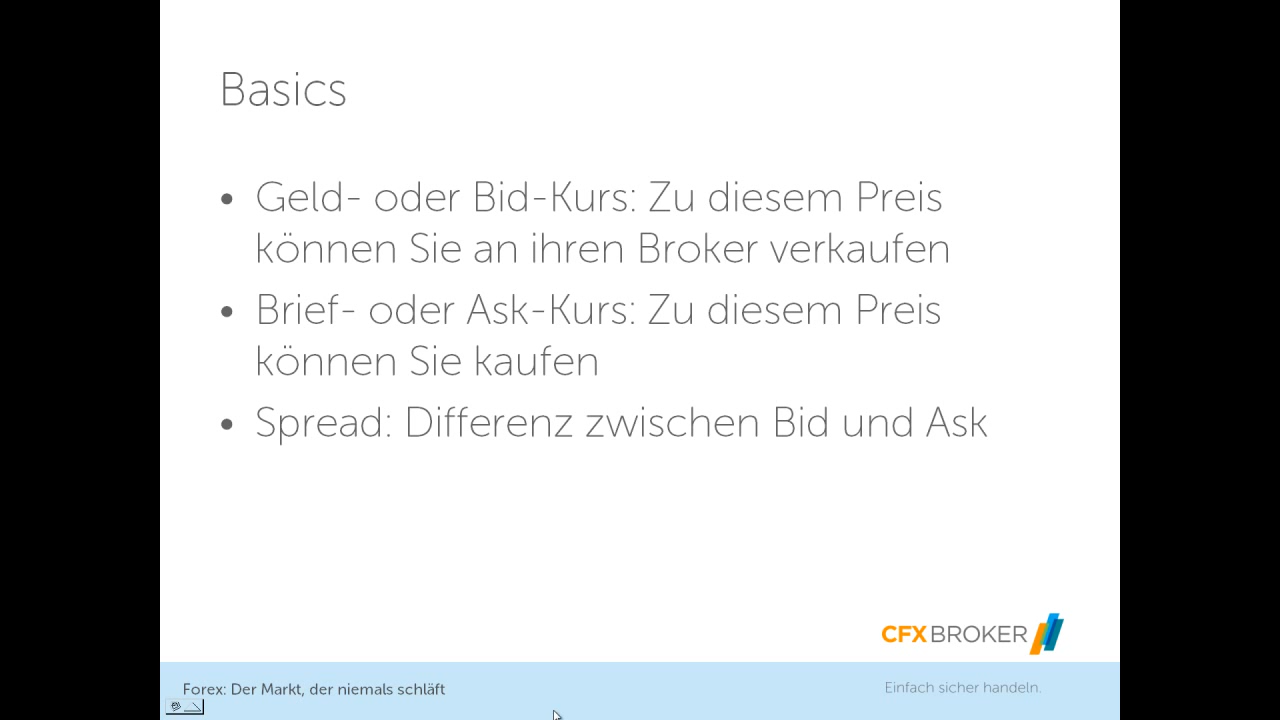 Basics
• Geld- oder Bid-Kurs: Zu diesem Preis
können Sie an ihren Broker verkaufen
• Brief- oder Ask-Kurs: Zu diesem Preis
können Sie kaufen
• Spread: Differenz zwischen Bid und Ask
CFXBROKER
Forex: Der Markt, der niemals schläft
Einfach sicher handeln.